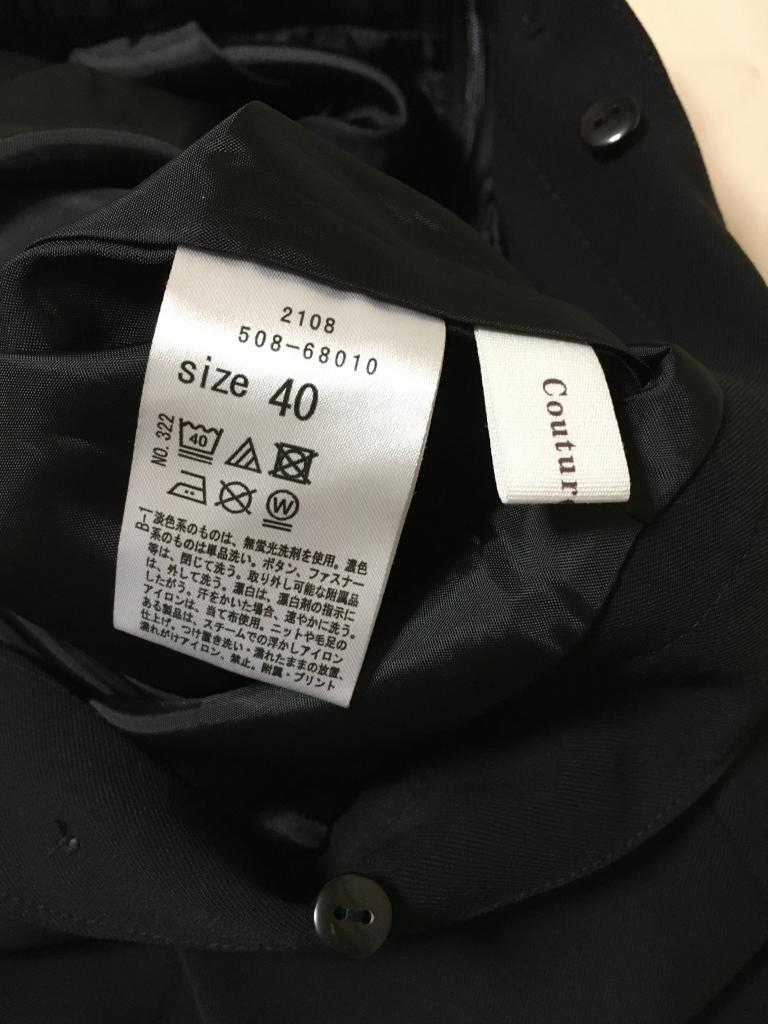 2108
508-68010
size 40
NO.322
40
W
B-1
淡色系のものは、無蛍光洗剤を使用。濃色
系のものは単品洗い。ボタン、ファスナー
等は、閉じて洗う。取り外し可能な附属品
は、外して洗う。漂白は、漂白剤の指示に
したがう。汗をかいた場合、速やかに洗う。
アイロンは、当て布使用。ニットや毛足の
ある製品は、スチームでの浮かしアイロン
仕上げ。つけ置き洗い・濡れたままの放置、
濡れがけアイロン、禁止。附属・プリント
Coutur